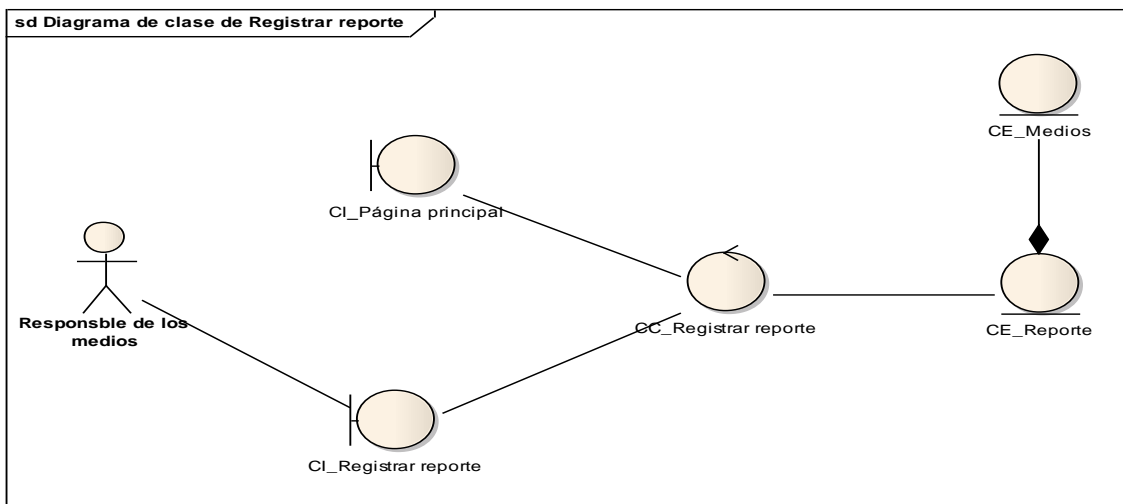 sd Diagrama de clase de Registrar reporte
CE_Medios
CI_Página principal
Responsble de los
medios
CC_Registrar reporte
CE_Reporte
CI_Registrar reporte